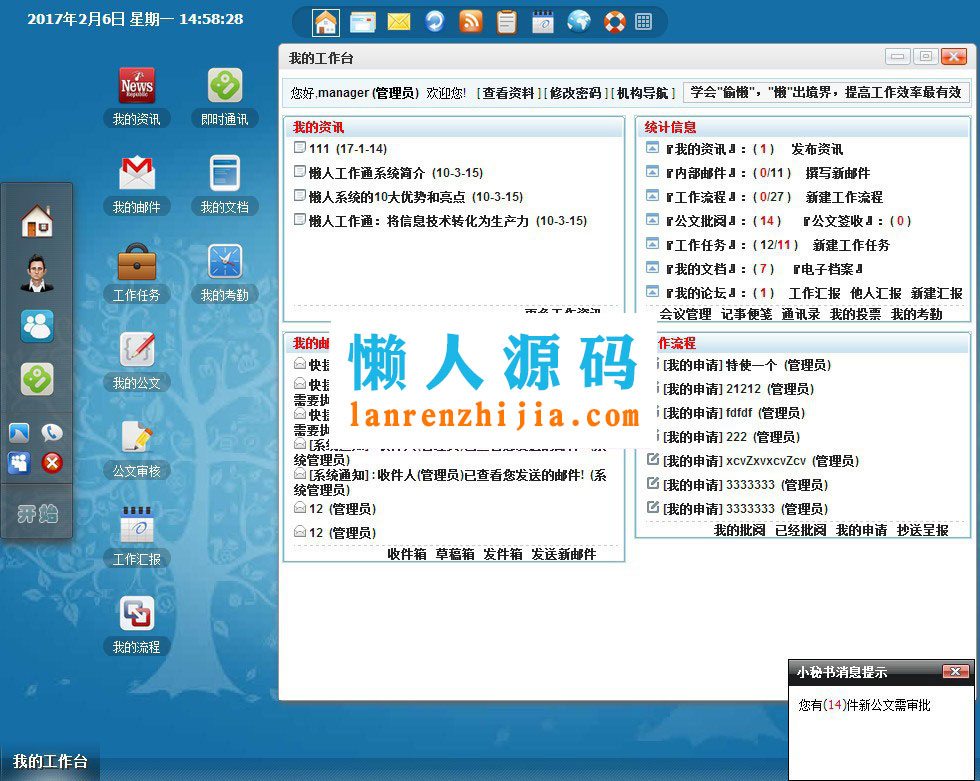 2017年2月6日 星期一 14:58:28
我的资讯
即时通讯
我的邮件
我的文档
工作任务
我的考勤
我的公文
公文审核
工作汇报
我的流程
开始
我的工作台
News
Republic
我的工作台
您好,manager (管理员) 欢迎您! [查看资料][修改密码][机构导航]
学会"偷懒"，"懒"出境界，提高工作效率最有效
我的资讯
111 (17-1-14)
懒人工作通系统简介 (10-3-15)
懒人系统的10大优势和亮点 (10-3-15)
懒人工作通：将信息技术转化为生产力 (10-3-15)
统计信息
『我的资讯』：( 1 ) 发布资讯
『内部邮件』：( 0/11 ) 撰写新邮件
『工作流程』：( 0/27 ) 新建工作流程
『公文批阅』：( 14 ) 『公文签收』：( 0 )
『工作任务』：( 12/11 ) 新建工作任务
『我的文档』：( 7 ) 『电子档案』
『我的论坛』：( 1 ) 工作汇报 他人汇报 新建汇报
会议管理 记事便笺 通讯录 我的投票 我的考勤
我的邮
快捷
快捷
需要执
快捷
需要执
统管理员)
[系统通知]:收件人(管理员)已查看您发送的邮件! (系
统管理员)
12 (管理员)
12 (管理员)
收件箱 草稿箱 发件箱 发送新邮件
作流程
[我的申请] 特使一个 (管理员)
[我的申请] 21212 (管理员)
[我的申请] fdfdf (管理员)
[我的申请] 222 (管理员)
[我的申请] xcvZxvxcvZcv (管理员)
[我的申请] 3333333 (管理员)
[我的申请] 3333333 (管理员)
我的批阅 已经批阅 我的申请 抄送呈报
懒人源码
lanrenzhijia.com
小秘书消息提示
您有(14)件新公文需审批